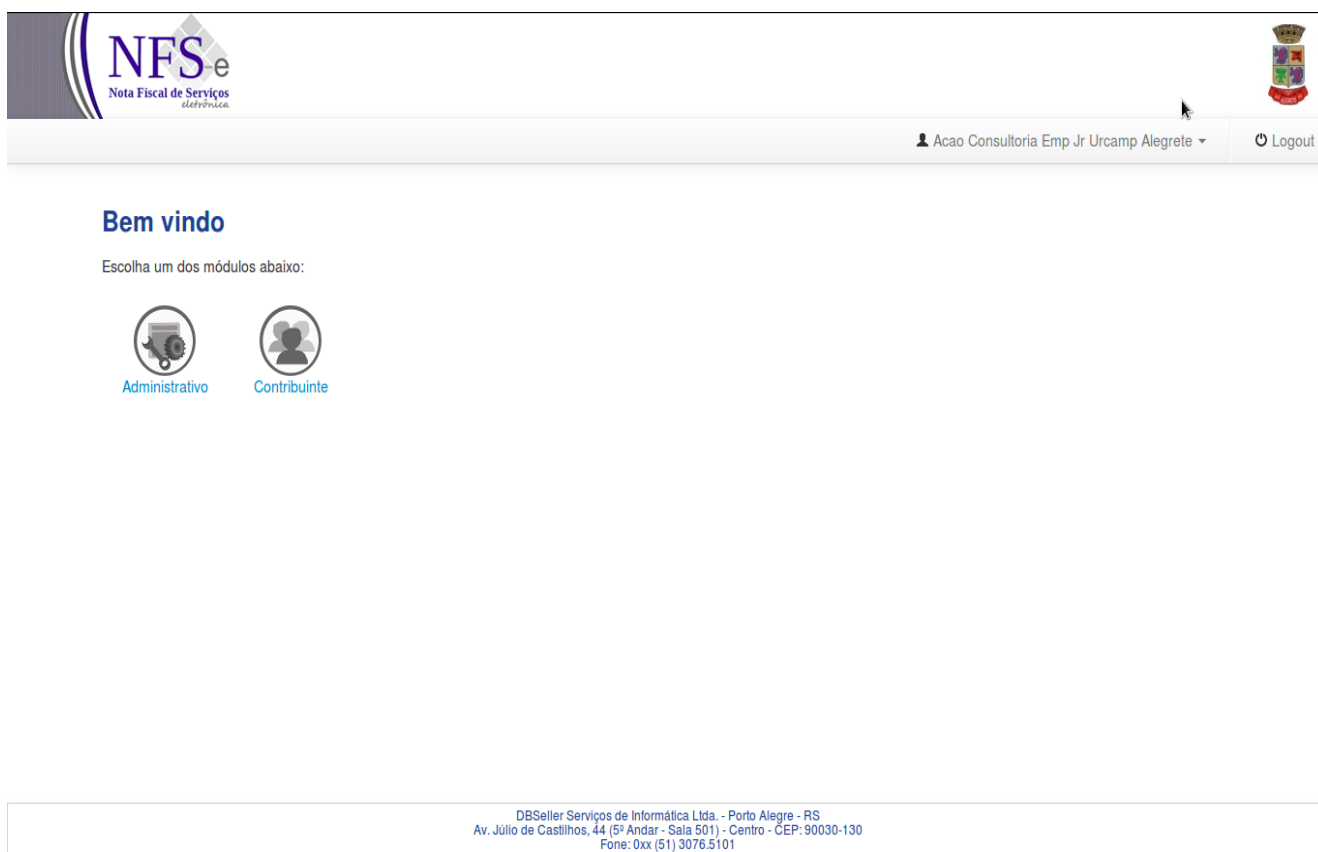 NFS-e
Nota Fiscal de Serviços
eletrônica
Acao Consultoria Emp Jr Urcamp Alegrete
Logout
Bem vindo
Escolha um dos módulos abaixo:
Administrativo Contribuinte
DBSeller Serviços de Informática Ltda. - Porto Alegre - RS
Av. Júlio de Castilhos, 44 (5º Andar - Sala 501) - Centro - CEP: 90030-130
Fone: 0xx (51) 3076.5101